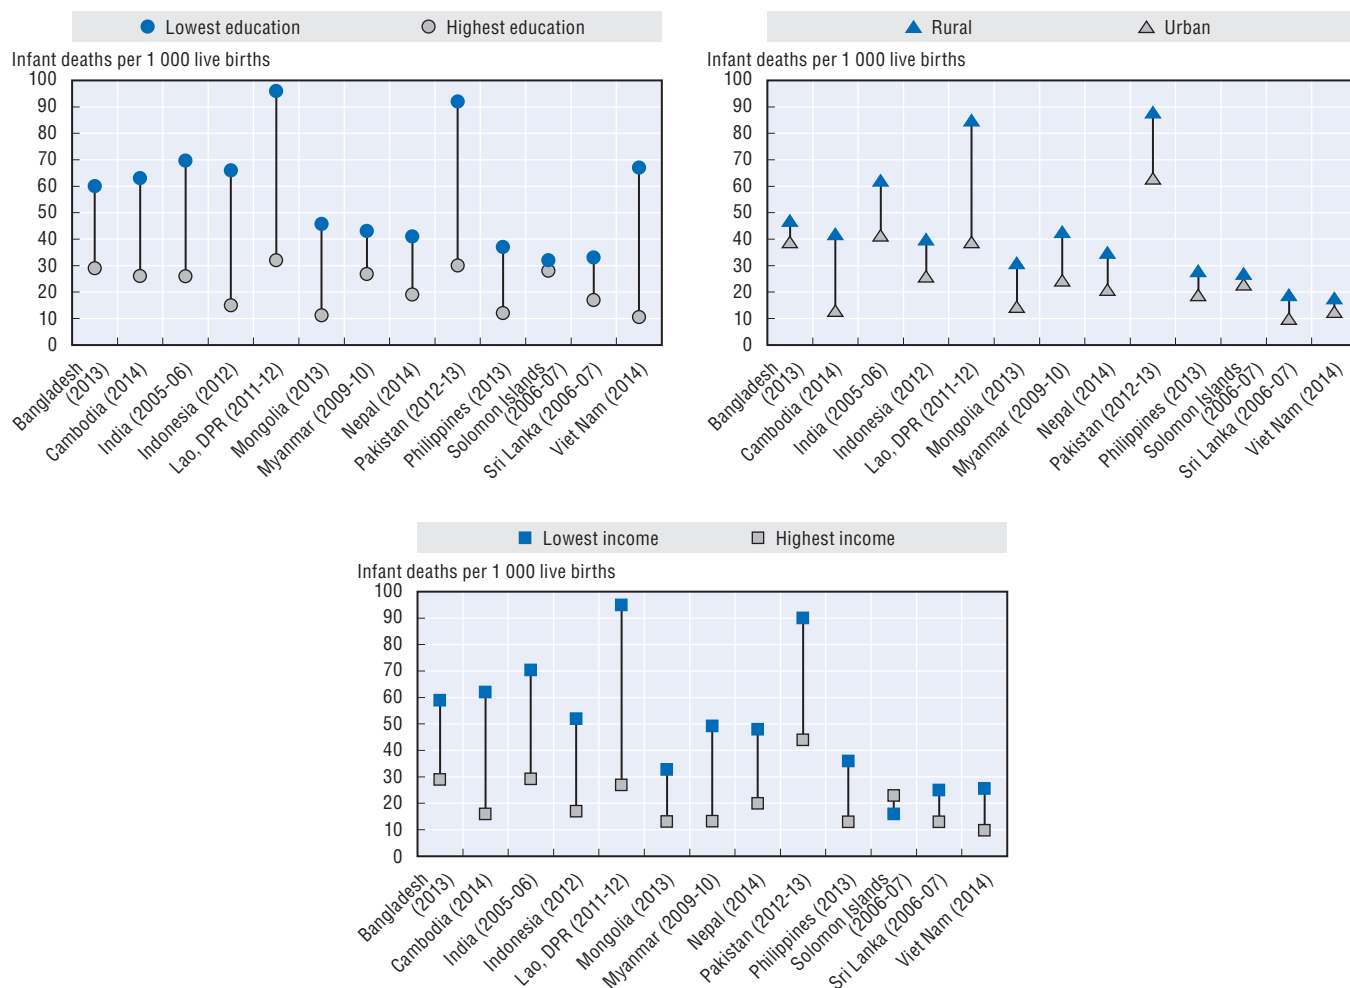 Lowest education Highest education
Infant deaths per 1 000 live births
100
90
80
70
60
50
40
30
20
10
0
Bangladesh
(2013)
Cambodia (2014)
India (2005-06)
Indonesia (2012)
Lao, DPR (2011-12)
Mongolia (2013)
Myanmar (2009-10)
Nepal (2014)
Pakistan (2012-13)
Philippines (2013)
Solomon Islands
(2006-07)
Sri Lanka (2006-07)
Viet Nam (2014)
Rural Urban
Infant deaths per 1 000 live births
100
90
80
70
60
50
40
30
20
10
0
Bangladesh
(2013)
Cambodia (2014)
India (2005-06)
Indonesia (2012)
Lao, DPR (2011-12)
Mongolia (2013)
Myanmar (2009-10)
Nepal (2014)
Pakistan (2012-13)
Philippines (2013)
Solomon Islands
(2006-07)
Sri Lanka (2006-07)
Viet Nam (2014)
Lowest income Highest income
Infant deaths per 1 000 live births
100
90
80
70
60
50
40
30
20
10
0
Bangladesh
(2013)
Cambodia (2014)
India (2005-06)
Indonesia (2012)
Lao, DPR (2011-12)
Mongolia (2013)
Myanmar (2009-10)
Nepal (2014)
Pakistan (2012-13)
Philippines (2013)
Solomon Islands
(2006-07)
Sri Lanka (2006-07)
Viet Nam (2014)